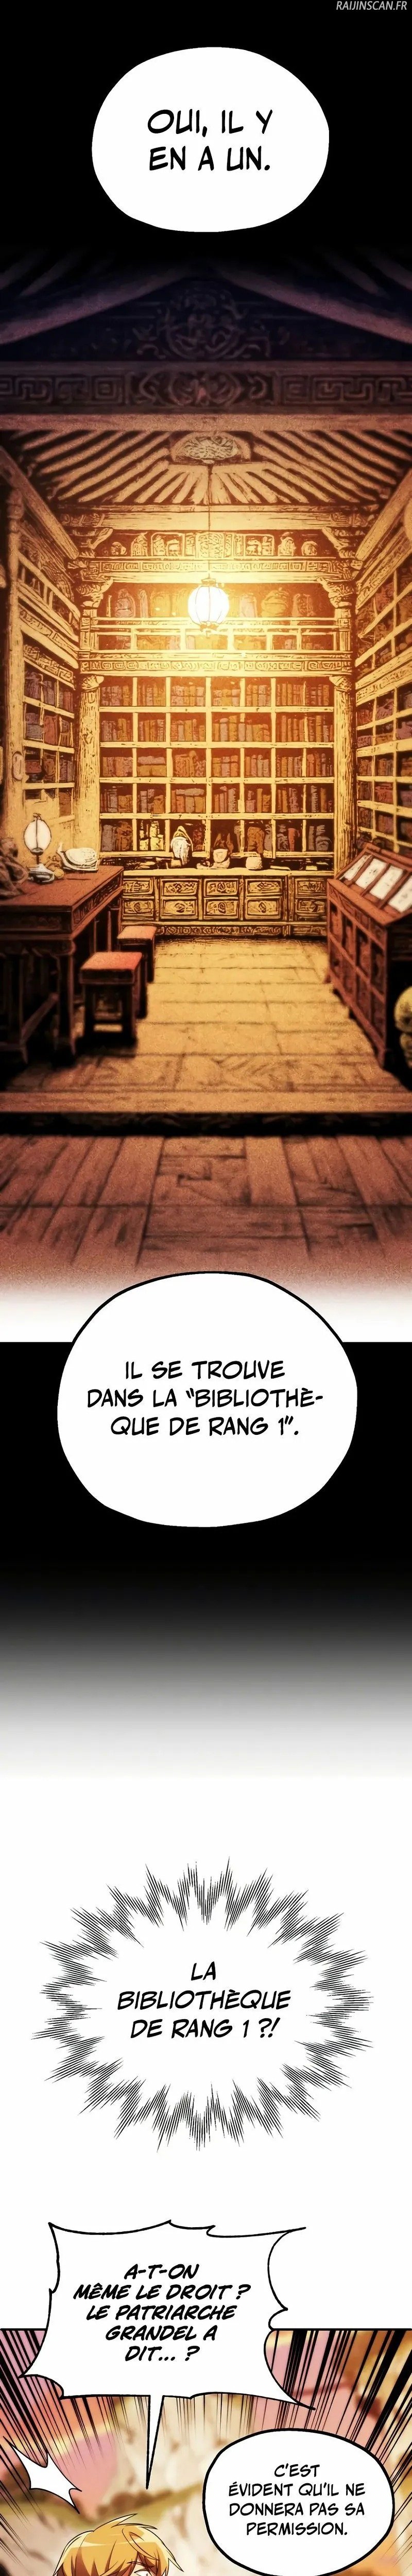 RAIJINSCAN.FR
OUI, IL Y
EN A UN.
IL SE TROUVE
DANS LA "BIBLIOTHÈ-
QUE DE RANG 1".
LA
BIBLIOTHÈQUE
DE RANG 1 ?!
A-T-ON
MÊME LE DROIT ?
LE PATRIARCHE
GRANDEL A
DIT... ?
C'EST
ÉVIDENT QU'IL NE
DONNERA PAS SA
PERMISSION.